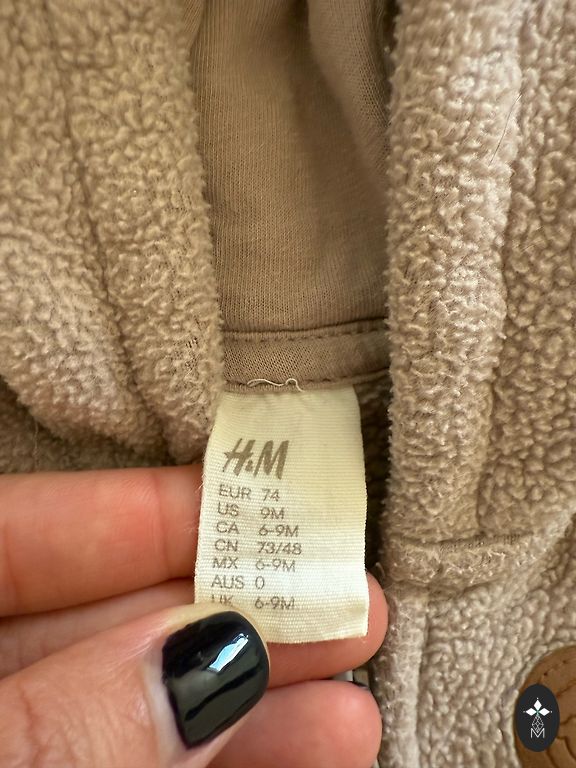 H&M
EUR 74
US 9M
CA 6-9M
CN 73/48
MX 6-9M
AUS 0
UK 6-9M
M